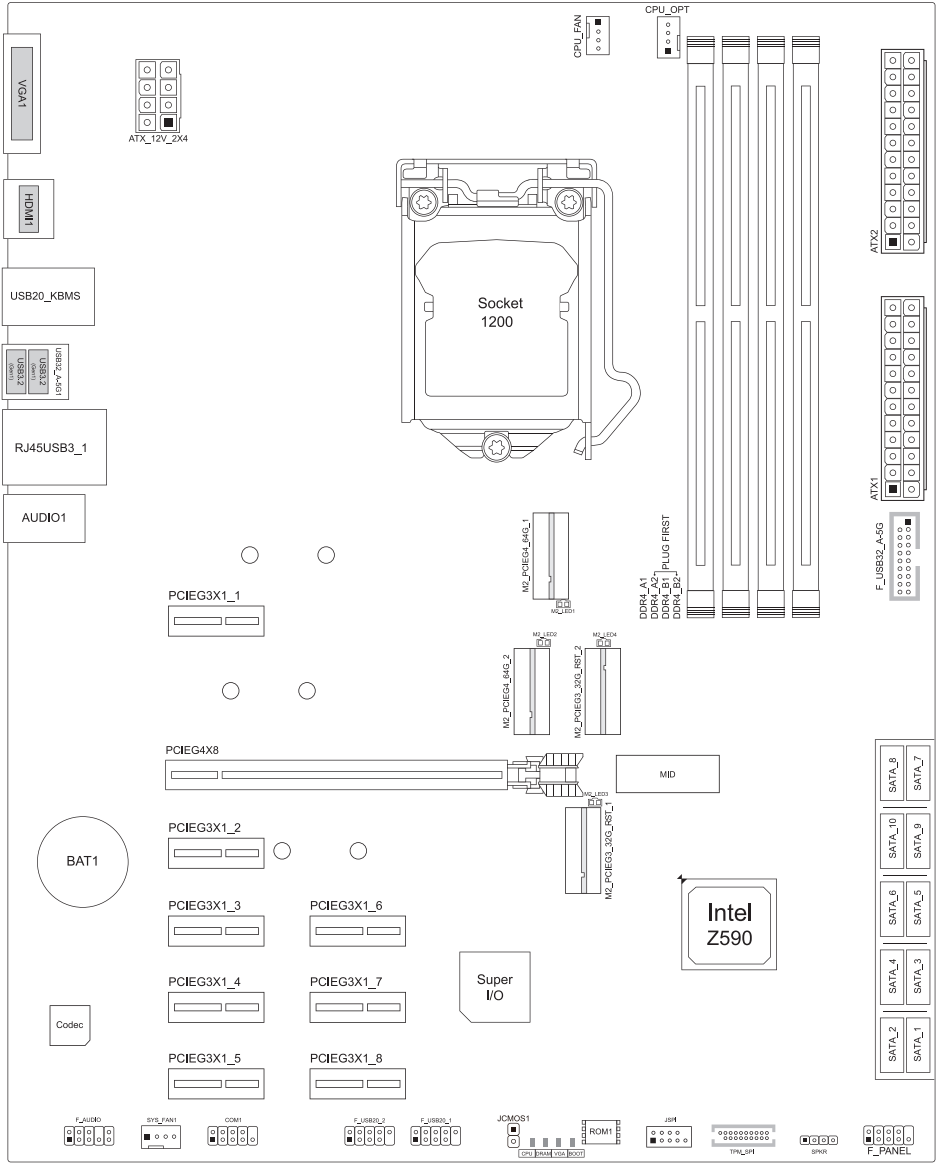 CPU_OPT
CPU_FAN
VGA1
ATX_12V_2X4
HDMI1
ATX2
USB20_KBMS
Socket
1200
USB32_A-5G1
USB3.2
(Gen1)
USB3.2
(Gen1)
RJ45USB3_1
ATX1
AUDIO1
M2_PCIEG4_64G_1
PLUG FIRST
DDR4_A1
DDR4_A2
DDR4_B1
DDR4_B2
F_USB32_A-5G
PCIEG3X1_1
M2_LED1
M2_LED2
M2_LED4
M2_PCIEG4_64G_2
M2_PCIEG3_32G_RST_2
PCIEG4X8
MID
SATA_8
SATA_7
M2_LED3
M2_PCIEG3_32G_RST_1
PCIEG3X1_2
SATA_10
SATA_9
BAT1
PCIEG3X1_3
PCIEG3X1_6
Intel
Z590
SATA_6
SATA_5
PCIEG3X1_4
PCIEG3X1_7
Super
I/O
SATA_4
SATA_3
Codec
PCIEG3X1_5
PCIEG3X1_8
SATA_2
SATA_1
F_AUDIO
SYS_FAN1
COM1
F_USB20_2
F_USB20_1
JCMOS1
CPU DRAM VGA BOOT
ROM1
JSPI
TPM_SPI
SPKR
F_PANEL